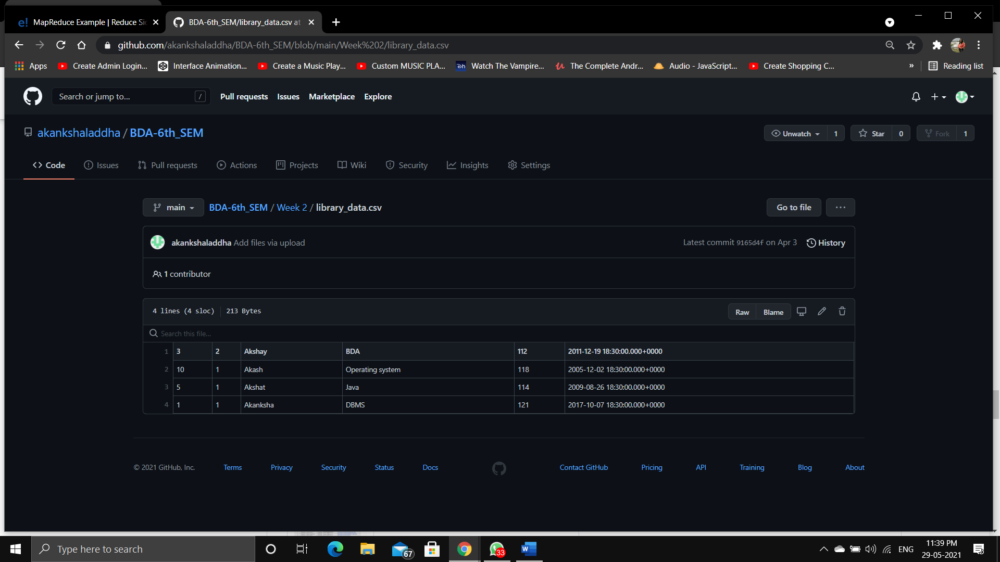 MapReduce Example | Reduce Si
BDA-6th_SEM/library_data.csv at
github.com/akankshaladdha/BDA-6th_SEM/blob/main/Week%202/library_data.csv
Apps Create Admin Login... Interface Animation... Create a Music Play... Custom MUSIC PLA... Watch The Vampire... The Complete Andr... Audio - JavaScript... Create Shopping C... » Reading list
Search or jump to... / Pull requests Issues Marketplace Explore
akankshaladdha / BDA-6th_SEM
Unwatch 1 Star 0 Fork 1
Code Issues Pull requests Actions Projects Wiki Security Insights Settings
main BDA-6th_SEM / Week 2 / library_data.csv Go to file ...
akankshaladdha Add files via upload Latest commit 9165d4f on Apr 3 History
1 contributor
4 lines (4 sloc) 213 Bytes Raw Blame
Search this file...
1 3 2 Akshay BDA 112 2011-12-19 18:30:00.000+0000
2 10 1 Akash Operating system 118 2005-12-02 18:30:00.000+0000
3 5 1 Akshat Java 114 2009-08-26 18:30:00.000+0000
4 1 1 Akanksha DBMS 121 2017-10-07 18:30:00.000+0000
© 2021 GitHub, Inc. Terms Privacy Security Status Docs Contact GitHub Pricing API Training Blog About
Type here to search
67
33
ENG
11:39 PM
29-05-2021